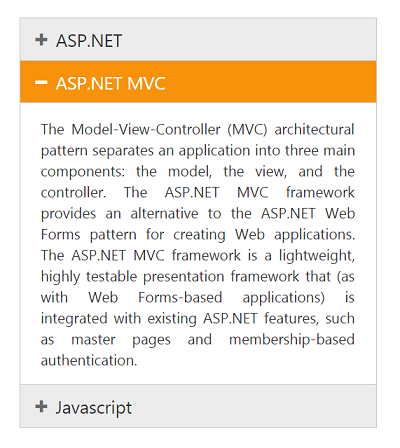 ASP.NET
ASP.NET MVC
The Model-View-Controller (MVC) architectural
pattern separates an application into three main
components: the model, the view, and the
controller. The ASP.NET MVC framework
provides an alternative to the ASP.NET Web
Forms pattern for creating Web applications.
The ASP.NET MVC framework is a lightweight,
highly testable presentation framework that (as
with Web Forms-based applications) is
integrated with existing ASP.NET features, such
as master pages and membership-based
authentication.
Javascript